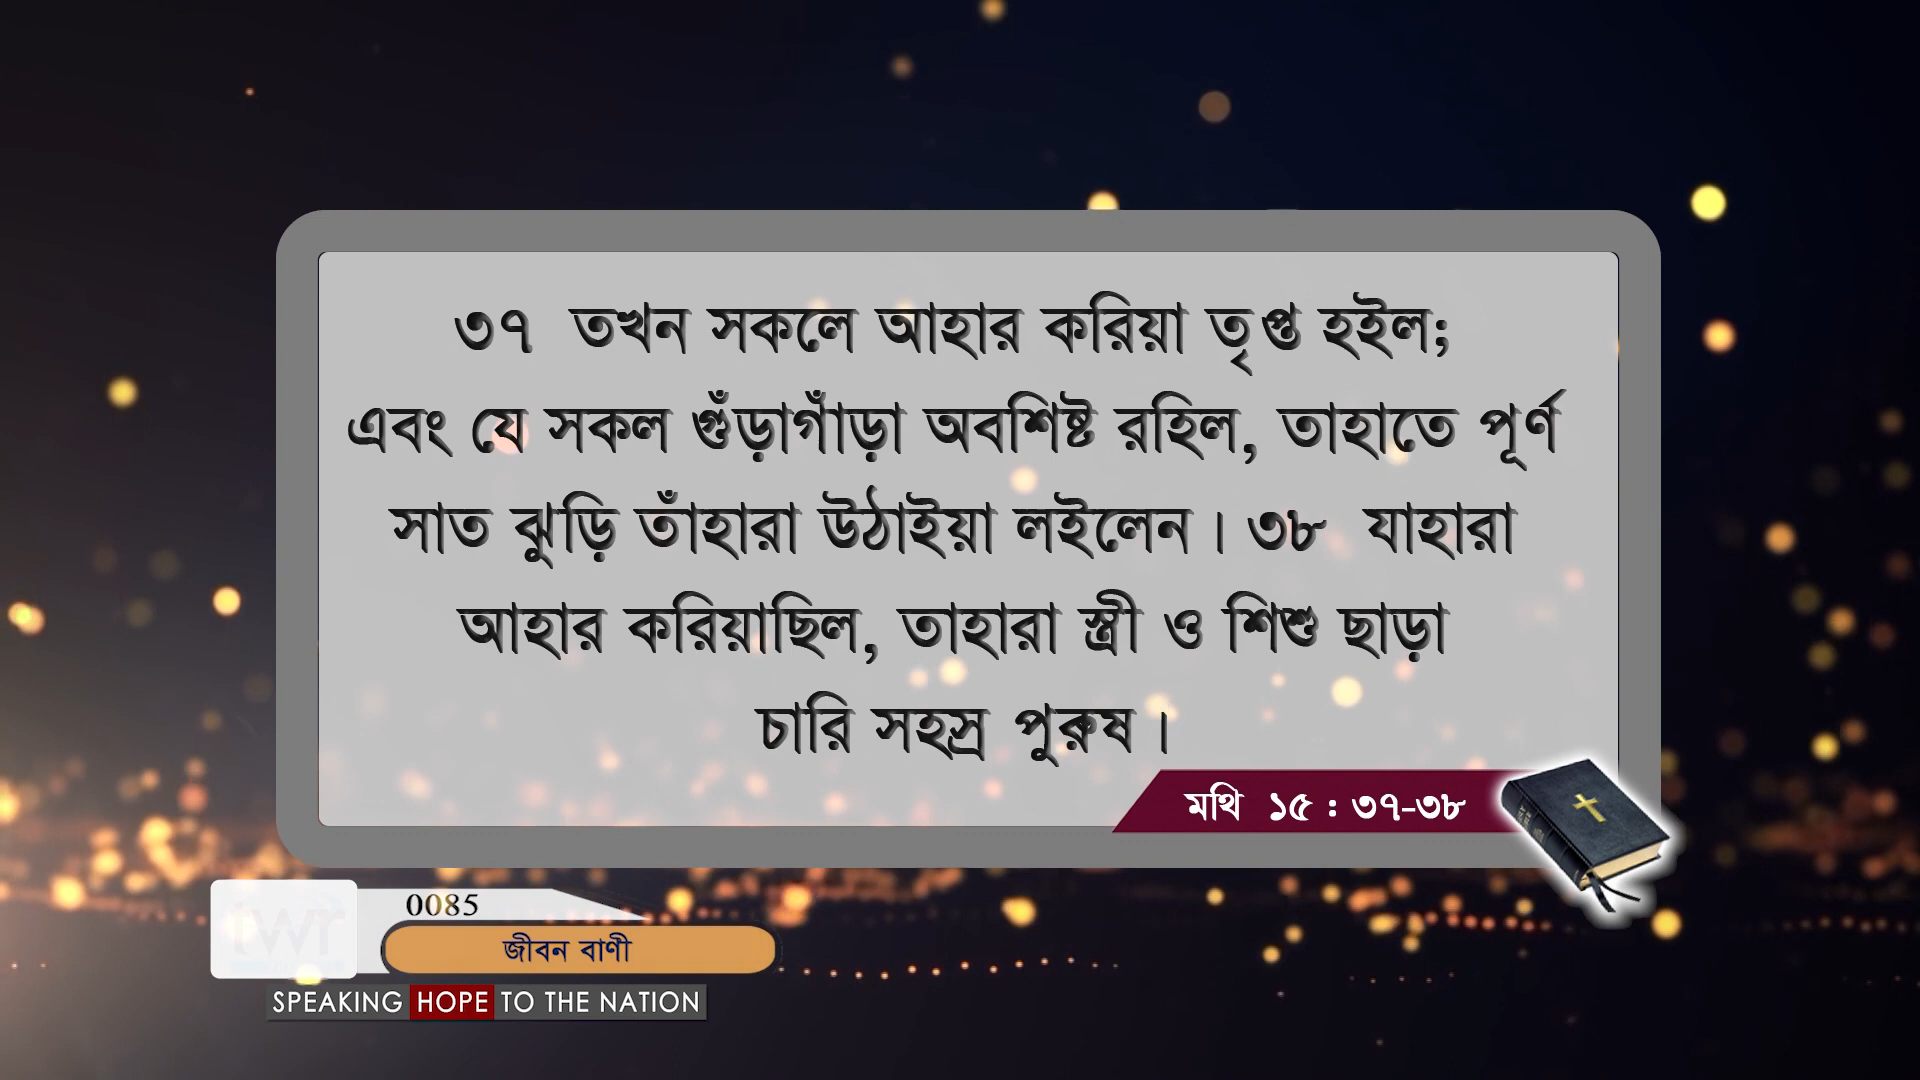 ৩৭ তখন সকলে আহার করিয়া তৃপ্ত হইল;
এবং যে সকল গুঁড়াগাঁড়া অবশিষ্ট রহিল, তাহাতে পূর্ণ
সাত ঝুড়ি তাঁহারা উঠাইয়া লইলেন। ৩৮ যাহারা
আহার করিয়াছিল, তাহারা স্ত্রী ও শিশু ছাড়া
চারি সহস্র পুরুষ।
মথি ১৫ : ৩৭-৩৮
twr
0085
জীবন বাণী
SPEAKING HOPE TO THE NATION